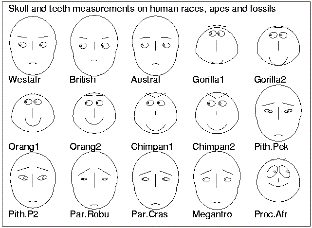 Skull and teeth measurements on human races, apes and fossils
Westafr British Austral Gorilla1 Gorilla2
Orang1 Orang2 Chimpan1 Chimpan2 Pith.Pek
Pith.P2 Par.Robu Par.Cras Megantro Proc.Afr